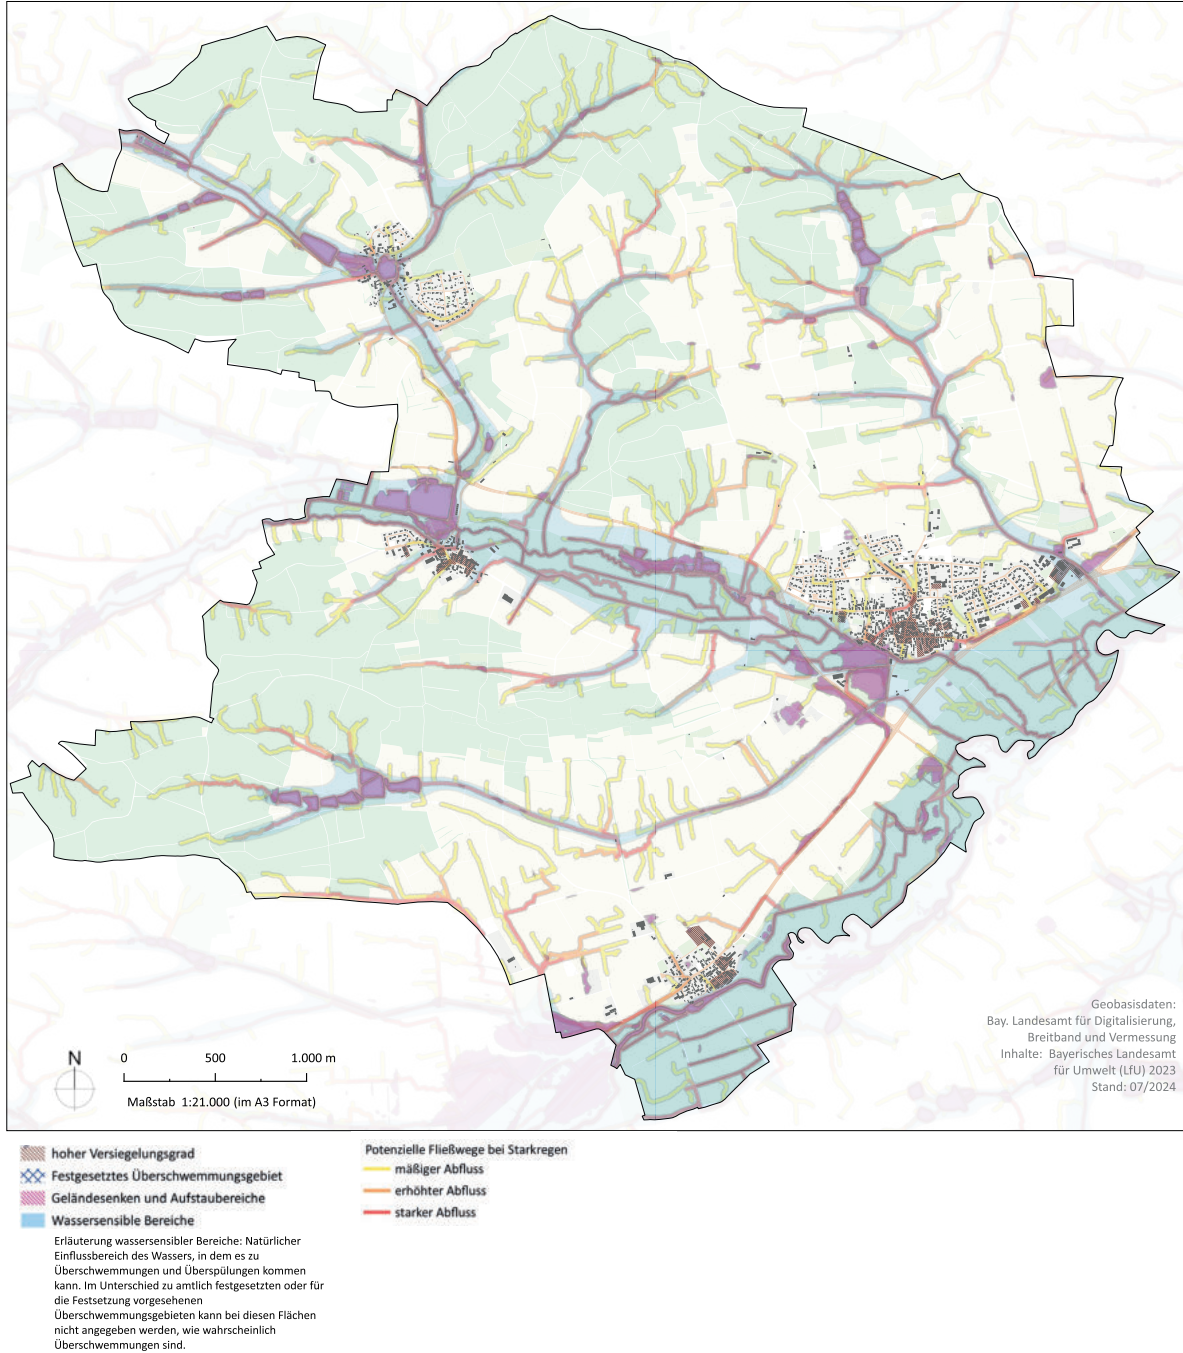 Geobasisdaten:
Bay. Landesamt für Digitalisierung,
Breitband und Vermessung
Inhalte: Bayerisches Landesamt
für Umwelt (LfU) 2023
Stand: 07/2024
N
0 500 1.000 m
Maßstab 1:21.000 (im A3 Format)
hoher Versiegelungsgrad
Festgesetztes Überschwemmungsgebiet
Geländesenken und Aufstaubereiche
Wassersensible Bereiche
Erläuterung wassersensibler Bereiche: Natürlicher
Einflussbereich des Wassers, in dem es zu
Überschwemmungen und Überspülungen kommen
kann. Im Unterschied zu amtlich festgesetzten oder für
die Festsetzung vorgesehenen
Überschwemmungsgebieten kann bei diesen Flächen
nicht angegeben werden, wie wahrscheinlich
Überschwemmungen sind.
Potenzielle Fließwege bei Starkregen
mäßiger Abfluss
erhöhter Abfluss
starker Abfluss